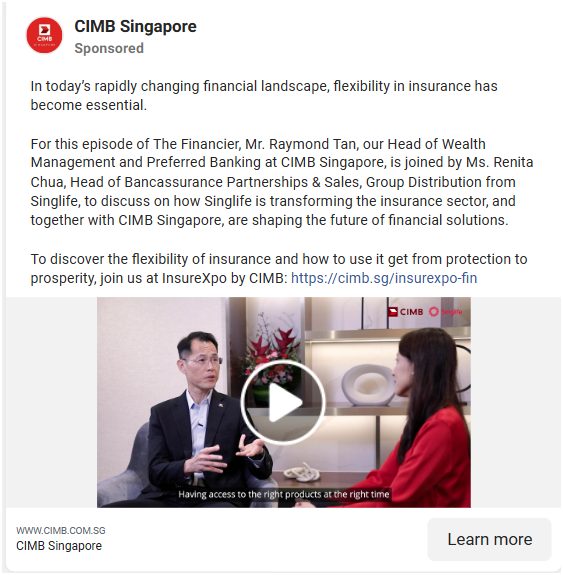 CIMB Singapore
Sponsored
In today's rapidly changing financial landscape, flexibility in insurance has
become essential.
For this episode of The Financier, Mr. Raymond Tan, our Head of Wealth
Management and Preferred Banking at CIMB Singapore, is joined by Ms. Renita
Chua, Head of Bancassurance Partnerships & Sales, Group Distribution from
Singlife, to discuss on how Singlife is transforming the insurance sector, and
together with CIMB Singapore, are shaping the future of financial solutions.
To discover the flexibility of insurance and how to use it get from protection to
prosperity, join us at InsureXpo by CIMB: https://cimb.sg/insurexpo-fin
CIMB
Having access to the right products at the right time
WWW.CIMB.COM.SG
CIMB Singapore
Learn more